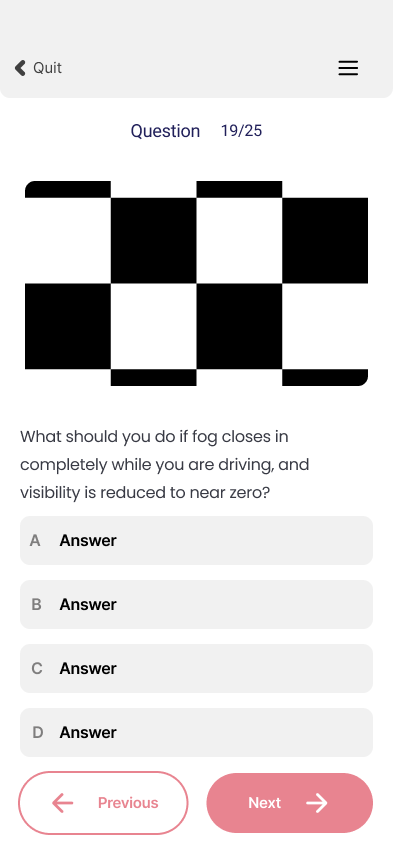 Quit
Question 19/25
What should you do if fog closes in
completely while you are driving, and
visibility is reduced to near zero?
A Answer
B Answer
C Answer
D Answer
Previous
Next